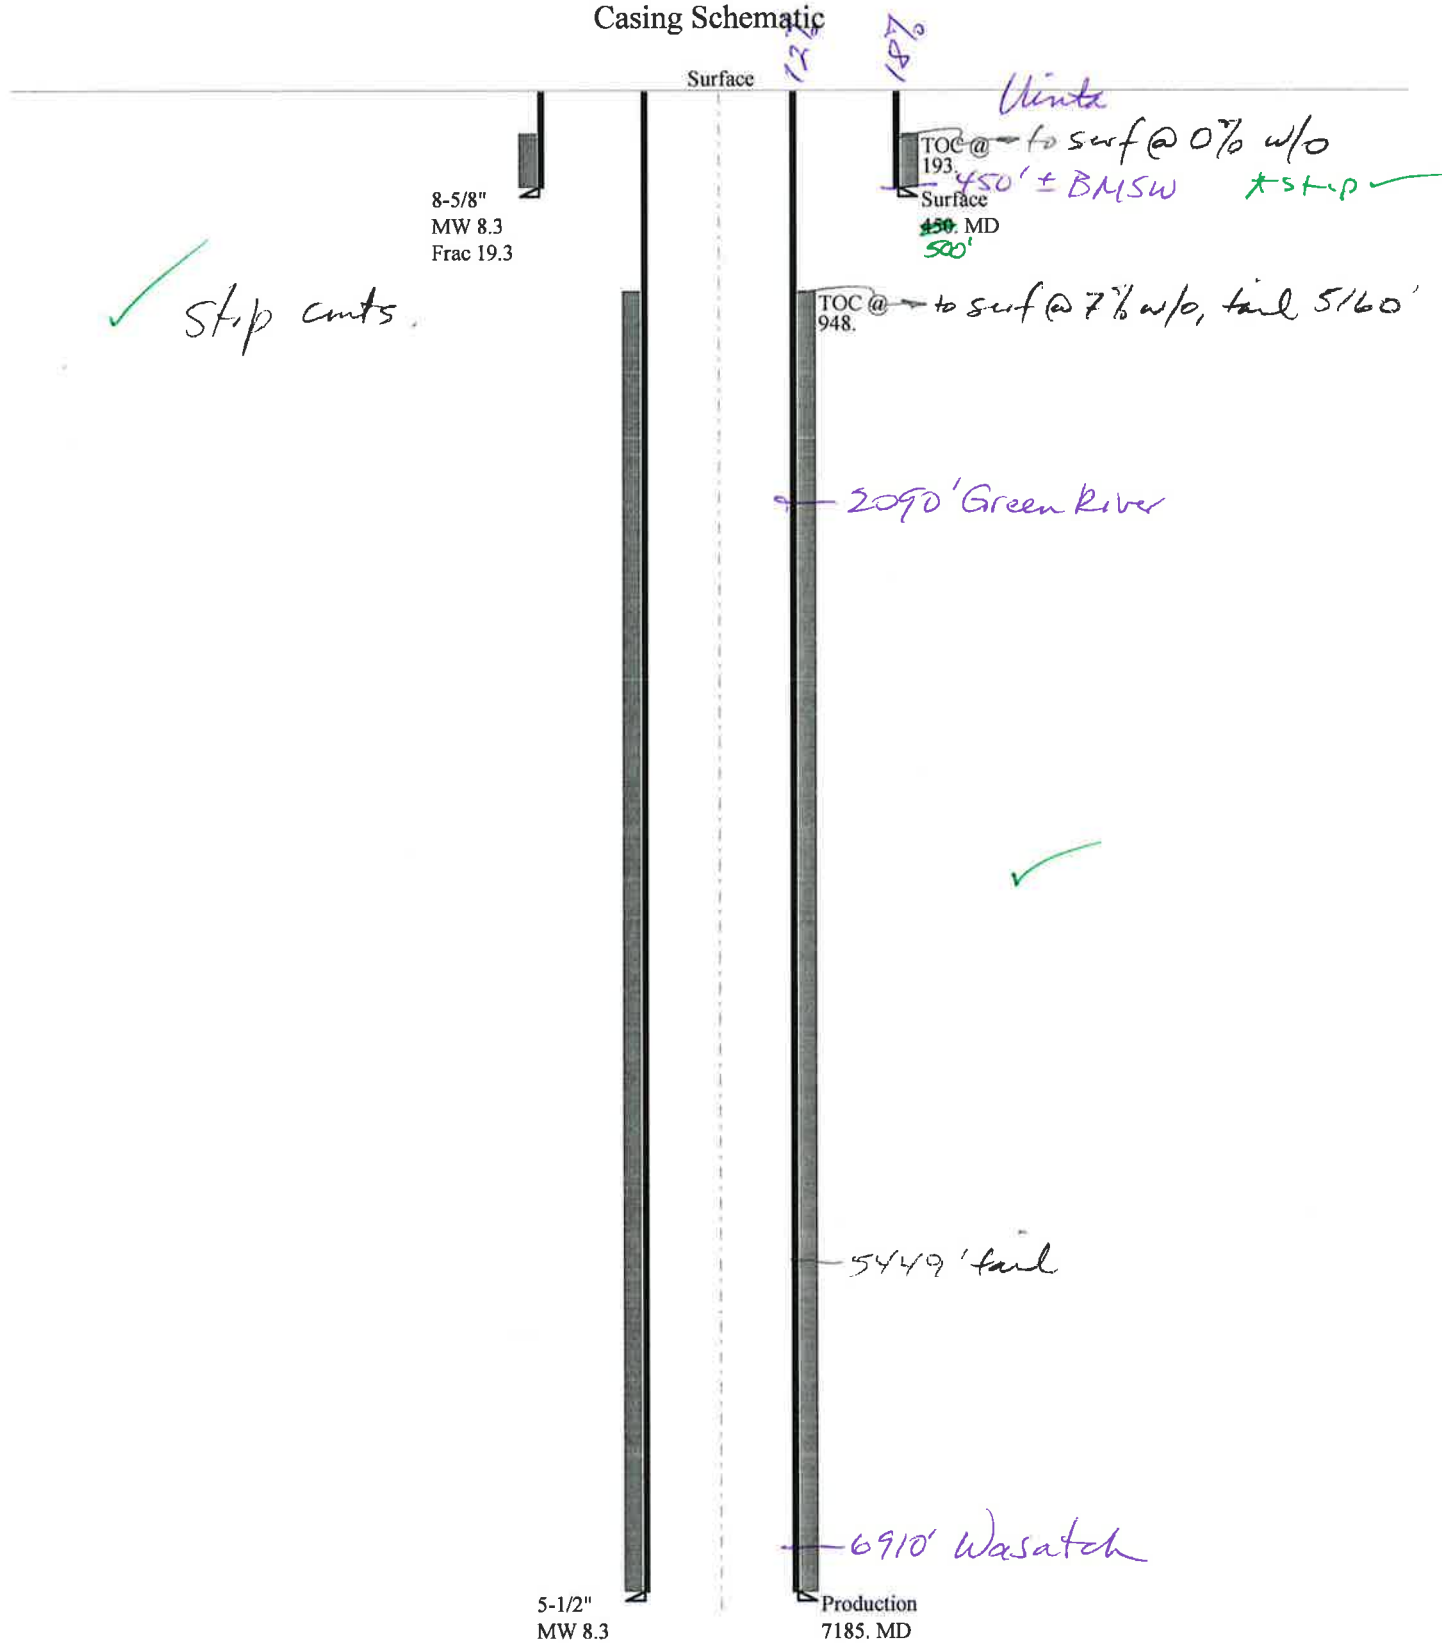 Casing Schematic
12%
18%
Surface
Uinta
TOC @ to surf @ 0% w/o
193.
450' ± BMSW *stip
8-5/8"
MW 8.3
Frac 19.3
Surface
450. MD
500'
stip cmts.
TOC @ to surf @ 7% w/o, tail 5160'
948.
2090' Green River
5449' tail
6910' Wasatch
5-1/2"
MW 8.3
Production
7185. MD